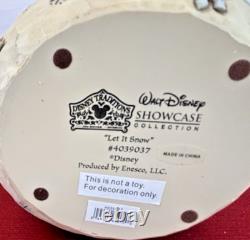 DISNEY TRADITIONS
WALT DISNEY
SHOWCASE
COLLECTION
"Let It Snow"
#4039037
©Disney
Produced by Enesco, LLC.
MADE IN CHINA
This is not a toy.
For decoration only.